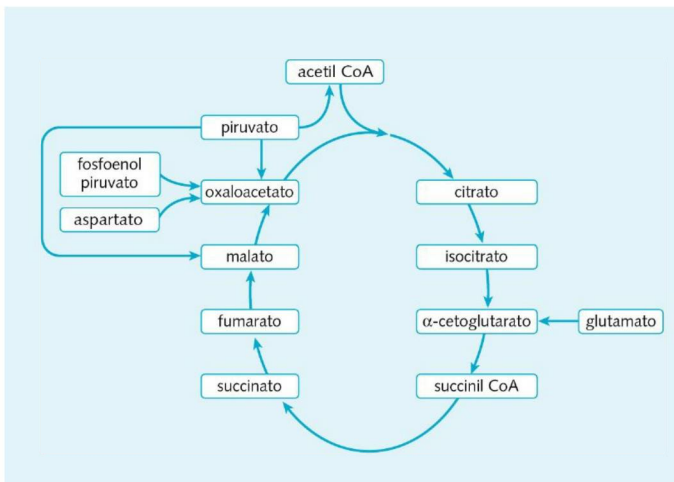 acetil CoA
piruvato
fosfoenol
piruvato
oxaloacetato
citrato
aspartato
malato
isocitrato
fumarato
α-cetoglutarato
glutamato
succinato
succinil CoA